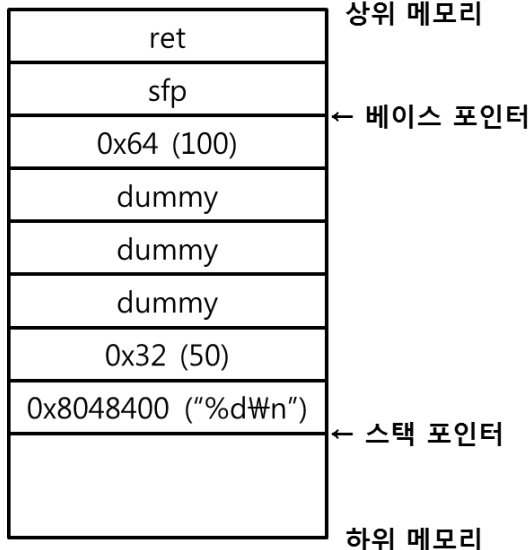 상위 메모리
ret
sfp
← 베이스 포인터
0x64 (100)
dummy
dummy
dummy
0x32 (50)
0x8048400 ("%d₩n")
← 스택 포인터
하위 메모리